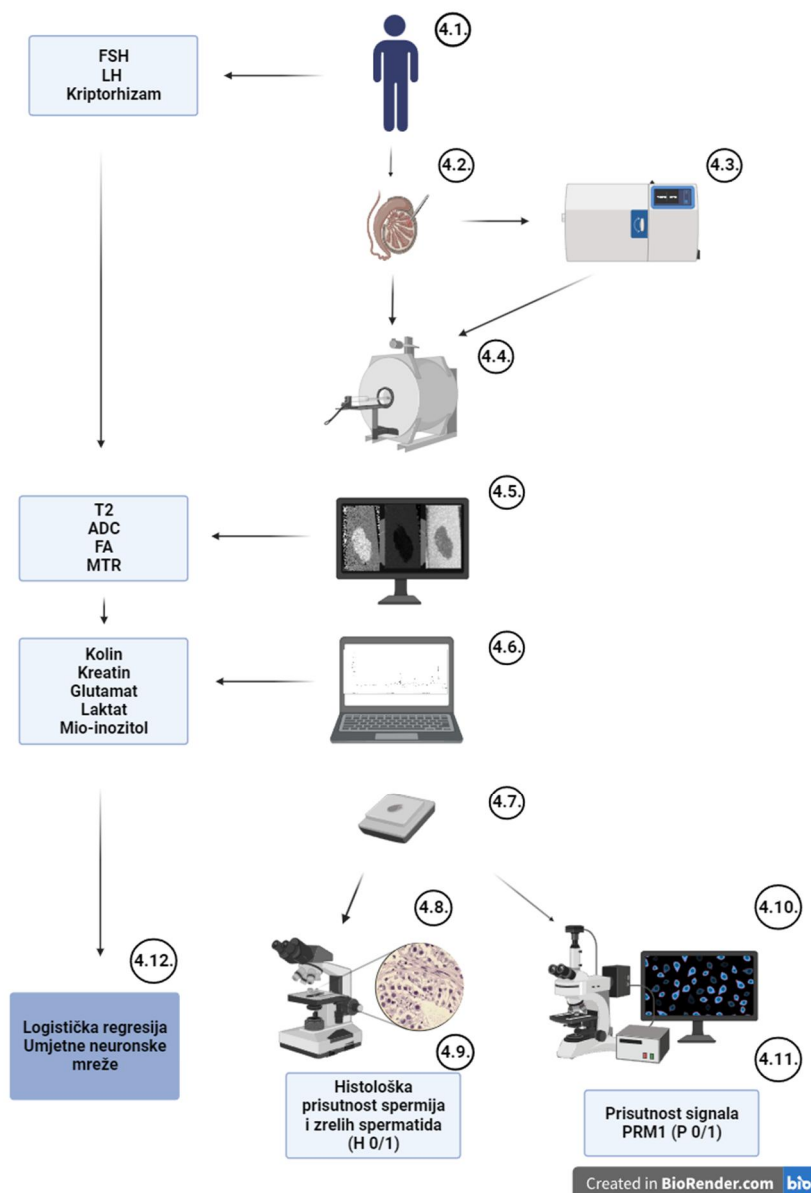 4.1.
FSH
LH
Kriptorhizam
4.2.
4.3.
4.4.
4.5.
T2
ADC
FA
MTR
4.6.
Kolin
Kreatin
Glutamat
Laktat
Mio-inozitol
4.7.
4.8.
4.10.
4.12.
Logistička regresija
Umjetne neuronske
mreže
4.9.
4.11.
Histološka
prisutnost spermija
i zrelih spermatida
(H 0/1)
Prisutnost signala
PRM1 (P 0/1)
Created in BioRender.com bio